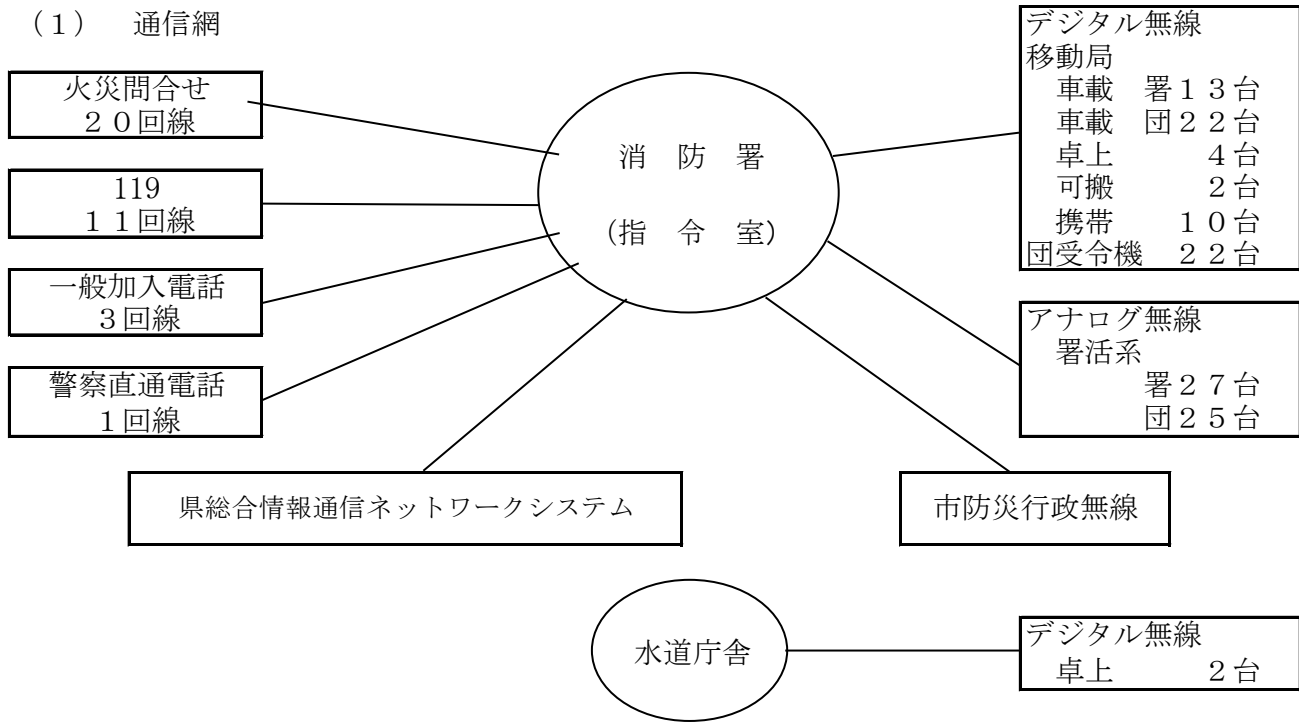 （１）　通信網
火災問合せ
２０回線
119
１１回線
一般加入電話
３回線
警察直通電話
１回線
消　防　署
（指　令　室）
デジタル無線
移動局
車載　署１３台
車載　団２２台
卓上　　　４台
可搬　　　２台
携帯　　１０台
団受令機　２２台
アナログ無線
署活系
署２７台
団２５台
県総合情報通信ネットワークシステム
市防災行政無線
水道庁舎
デジタル無線
卓上　　　２台